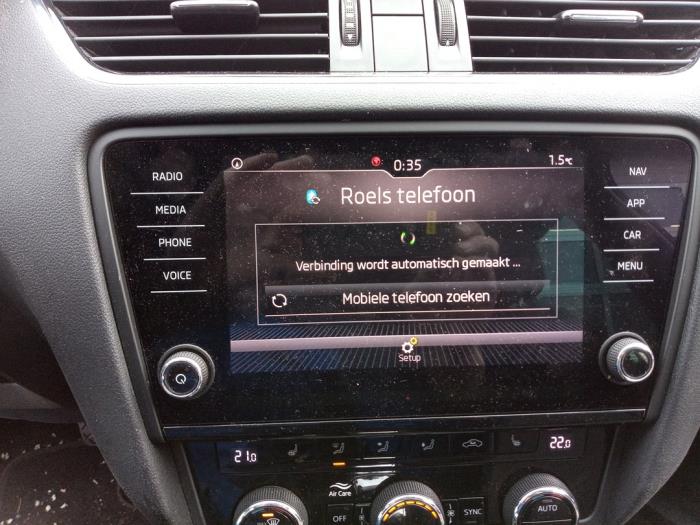 0:35
1.5°C
RADIO
MEDIA
PHONE
VOICE
Roels telefoon
Verbinding wordt automatisch gemaakt ...
Mobiele telefoon zoeken
Setup
NAV
APP
CAR
MENU
21.0
22.0
Air Care
OFF
SYNC
AUTO